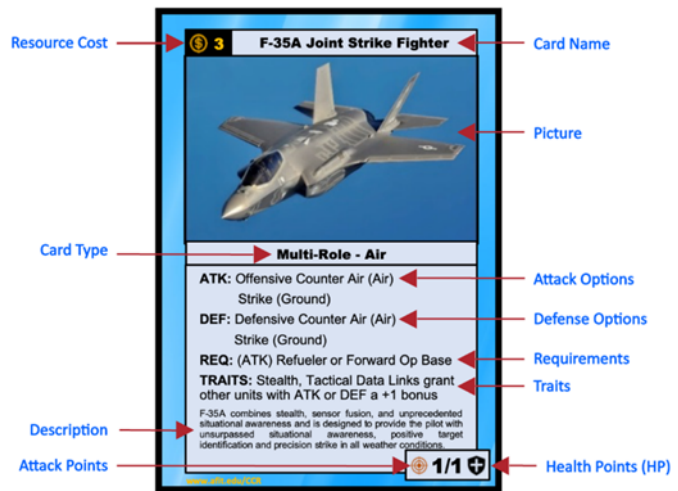 Resource Cost
3
F-35A Joint Strike Fighter
Card Name
Picture
Card Type
Multi-Role - Air
ATK: Offensive Counter Air (Air)
Attack Options
Strike (Ground)
DEF: Defensive Counter Air (Air)
Defense Options
Strike (Ground)
REQ: (ATK) Refueler or Forward Op Base
Requirements
TRAITS: Stealth, Tactical Data Links grant
Traits
other units with ATK or DEF a +1 bonus
F-35A combines stealth, sensor fusion, and unprecedented
situational awareness and is designed to provide the pilot with
Description
unsurpassed situational awareness, positive target
identification and precision strike in all weather conditions.
Attack Points
1/1
Health Points (HP)
www.afit.edu/CCR